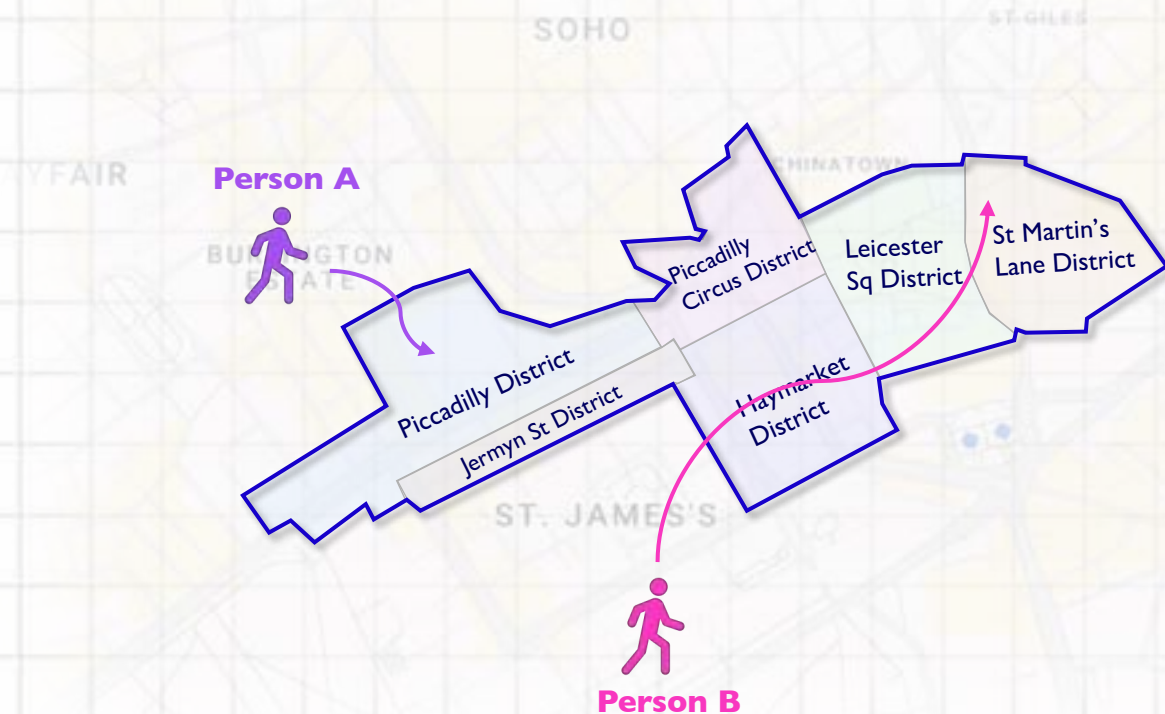 SOHO
ST GILES
CHINATOWN
Person A
BURLINGTON
ESTATE
Piccadilly
Circus District
Leicester
Sq District
St Martin's
Lane District
Piccadilly District
Jermyn St District
Haymarket
District
ST. JAMES'S
Person B